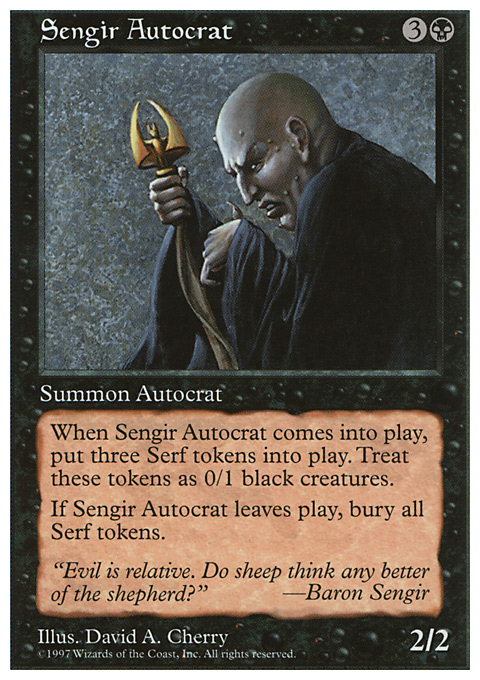 Sengir Autocrat 3
Summon Autocrat
When Sengir Autocrat comes into play,
put three Serf tokens into play. Treat
these tokens as 0/1 black creatures.
If Sengir Autocrat leaves play, bury all
Serf tokens.
“Evil is relative. Do sheep think any better
of the shepherd?” —Baron Sengir
Illus. David A. Cherry
2/2
©1997 Wizards of the Coast, Inc. All rights reserved.